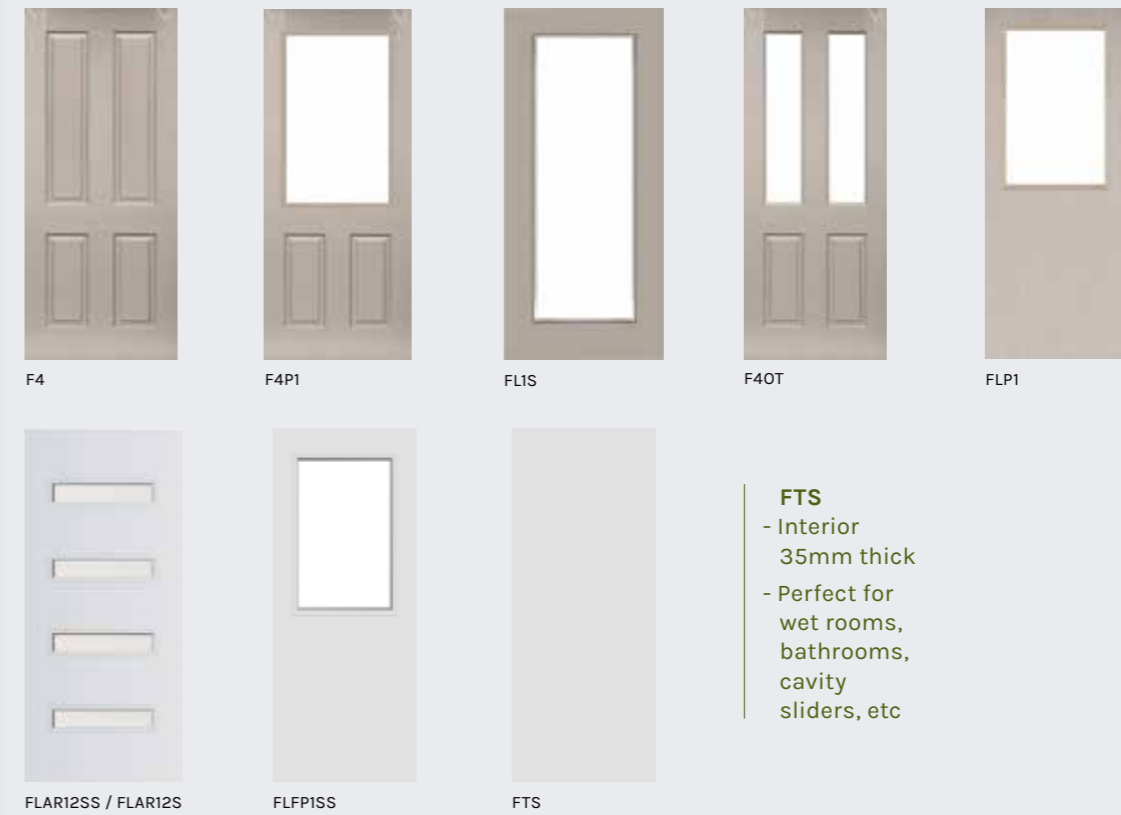 F4
F4P1
FL1S
F4OT
FLP1
FTS
- Interior
35mm thick
- Perfect for
wet rooms,
bathrooms,
cavity
sliders, etc
FLAR12SS / FLAR12S
FLFP1SS
FTS